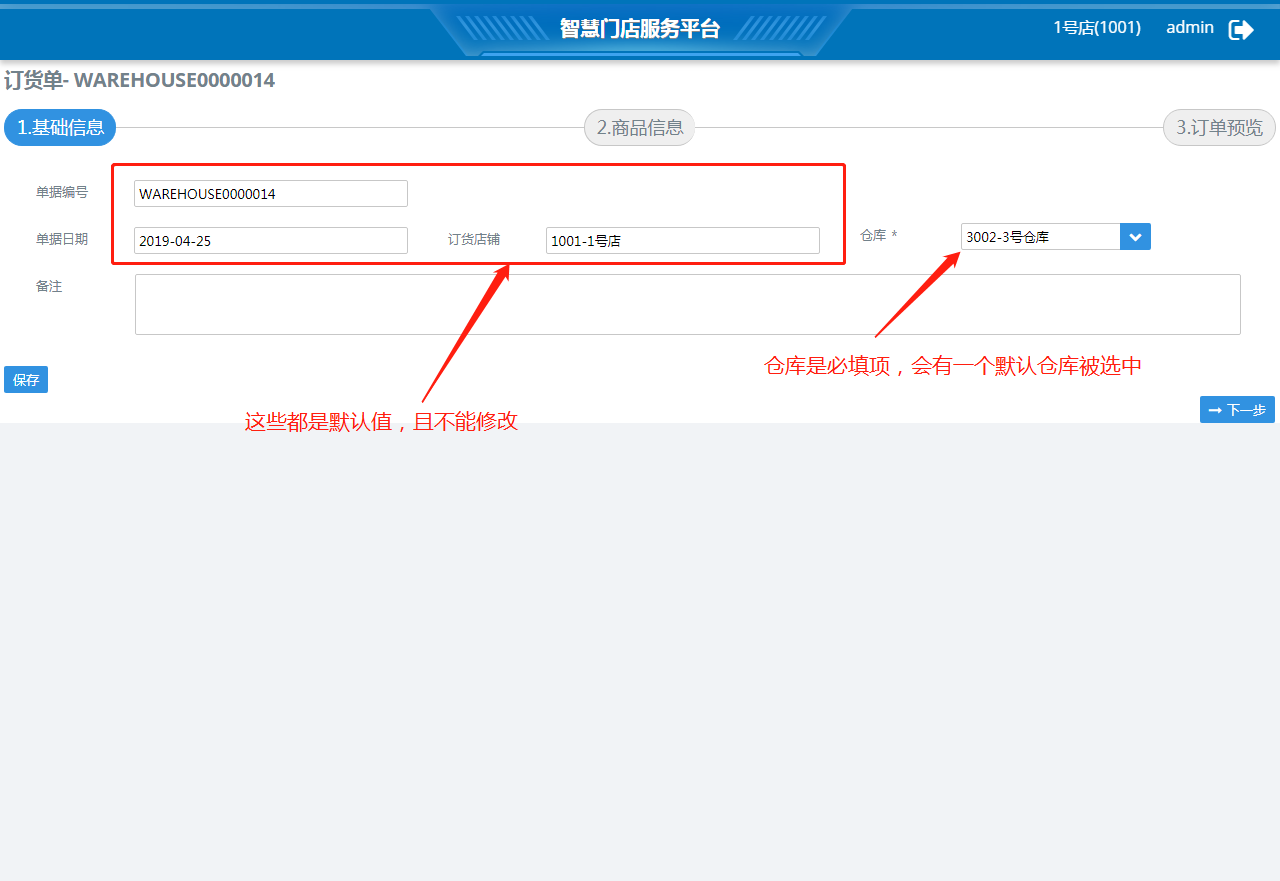 智慧门店服务平台
1号店(1001) admin
订货单- WAREHOUSE0000014
1.基础信息 2.商品信息 3.订单预览
单据编号 WAREHOUSE0000014
单据日期 2019-04-25 订货店铺 1001-1号店 仓库 * 3002-3号仓库
备注
仓库是必填项，会有一个默认仓库被选中
保存
下一步
这些都是默认值，且不能修改